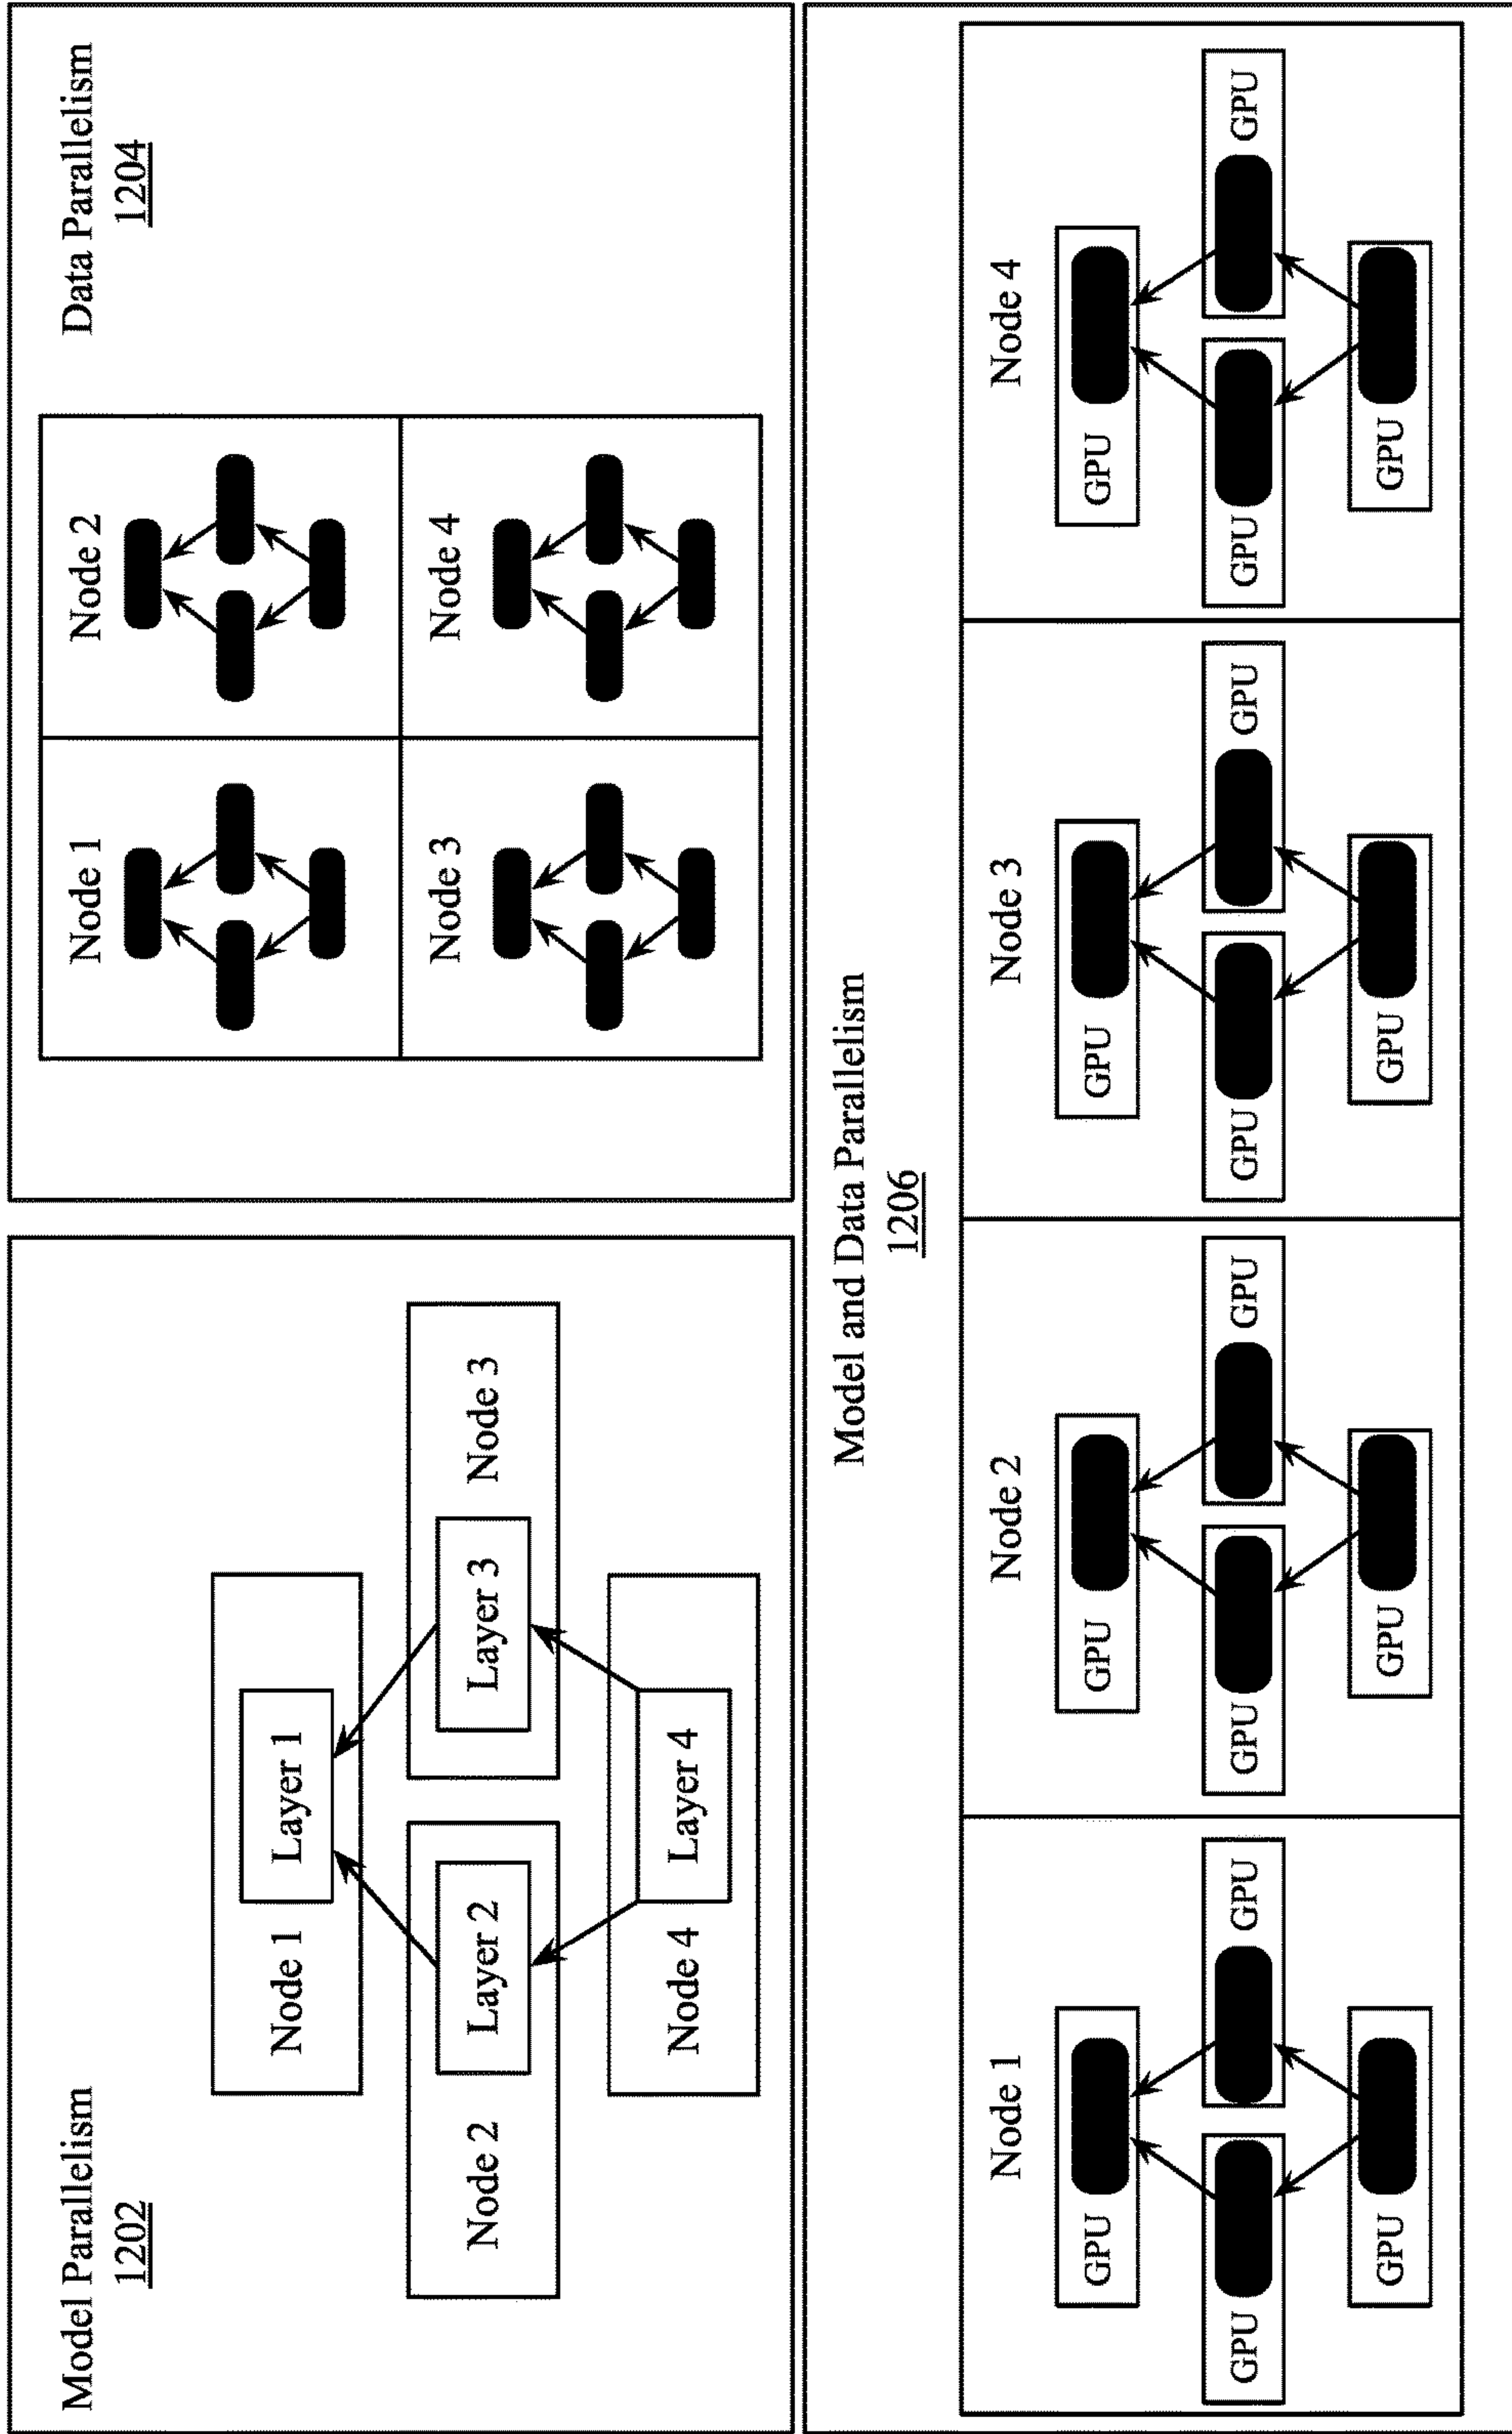 Model Parallelism
1202
Node 1
Layer 1
Node 2
Layer 2
Layer 3
Node 3
Node 4
Layer 4
Data Parallelism
1204
Node 1
Node 2
Node 3
Node 4
Model and Data Parallelism
1206
Node 1
GPU
GPU
GPU
GPU
Node 2
GPU
GPU
GPU
GPU
Node 3
GPU
GPU
GPU
GPU
Node 4
GPU
GPU
GPU
GPU